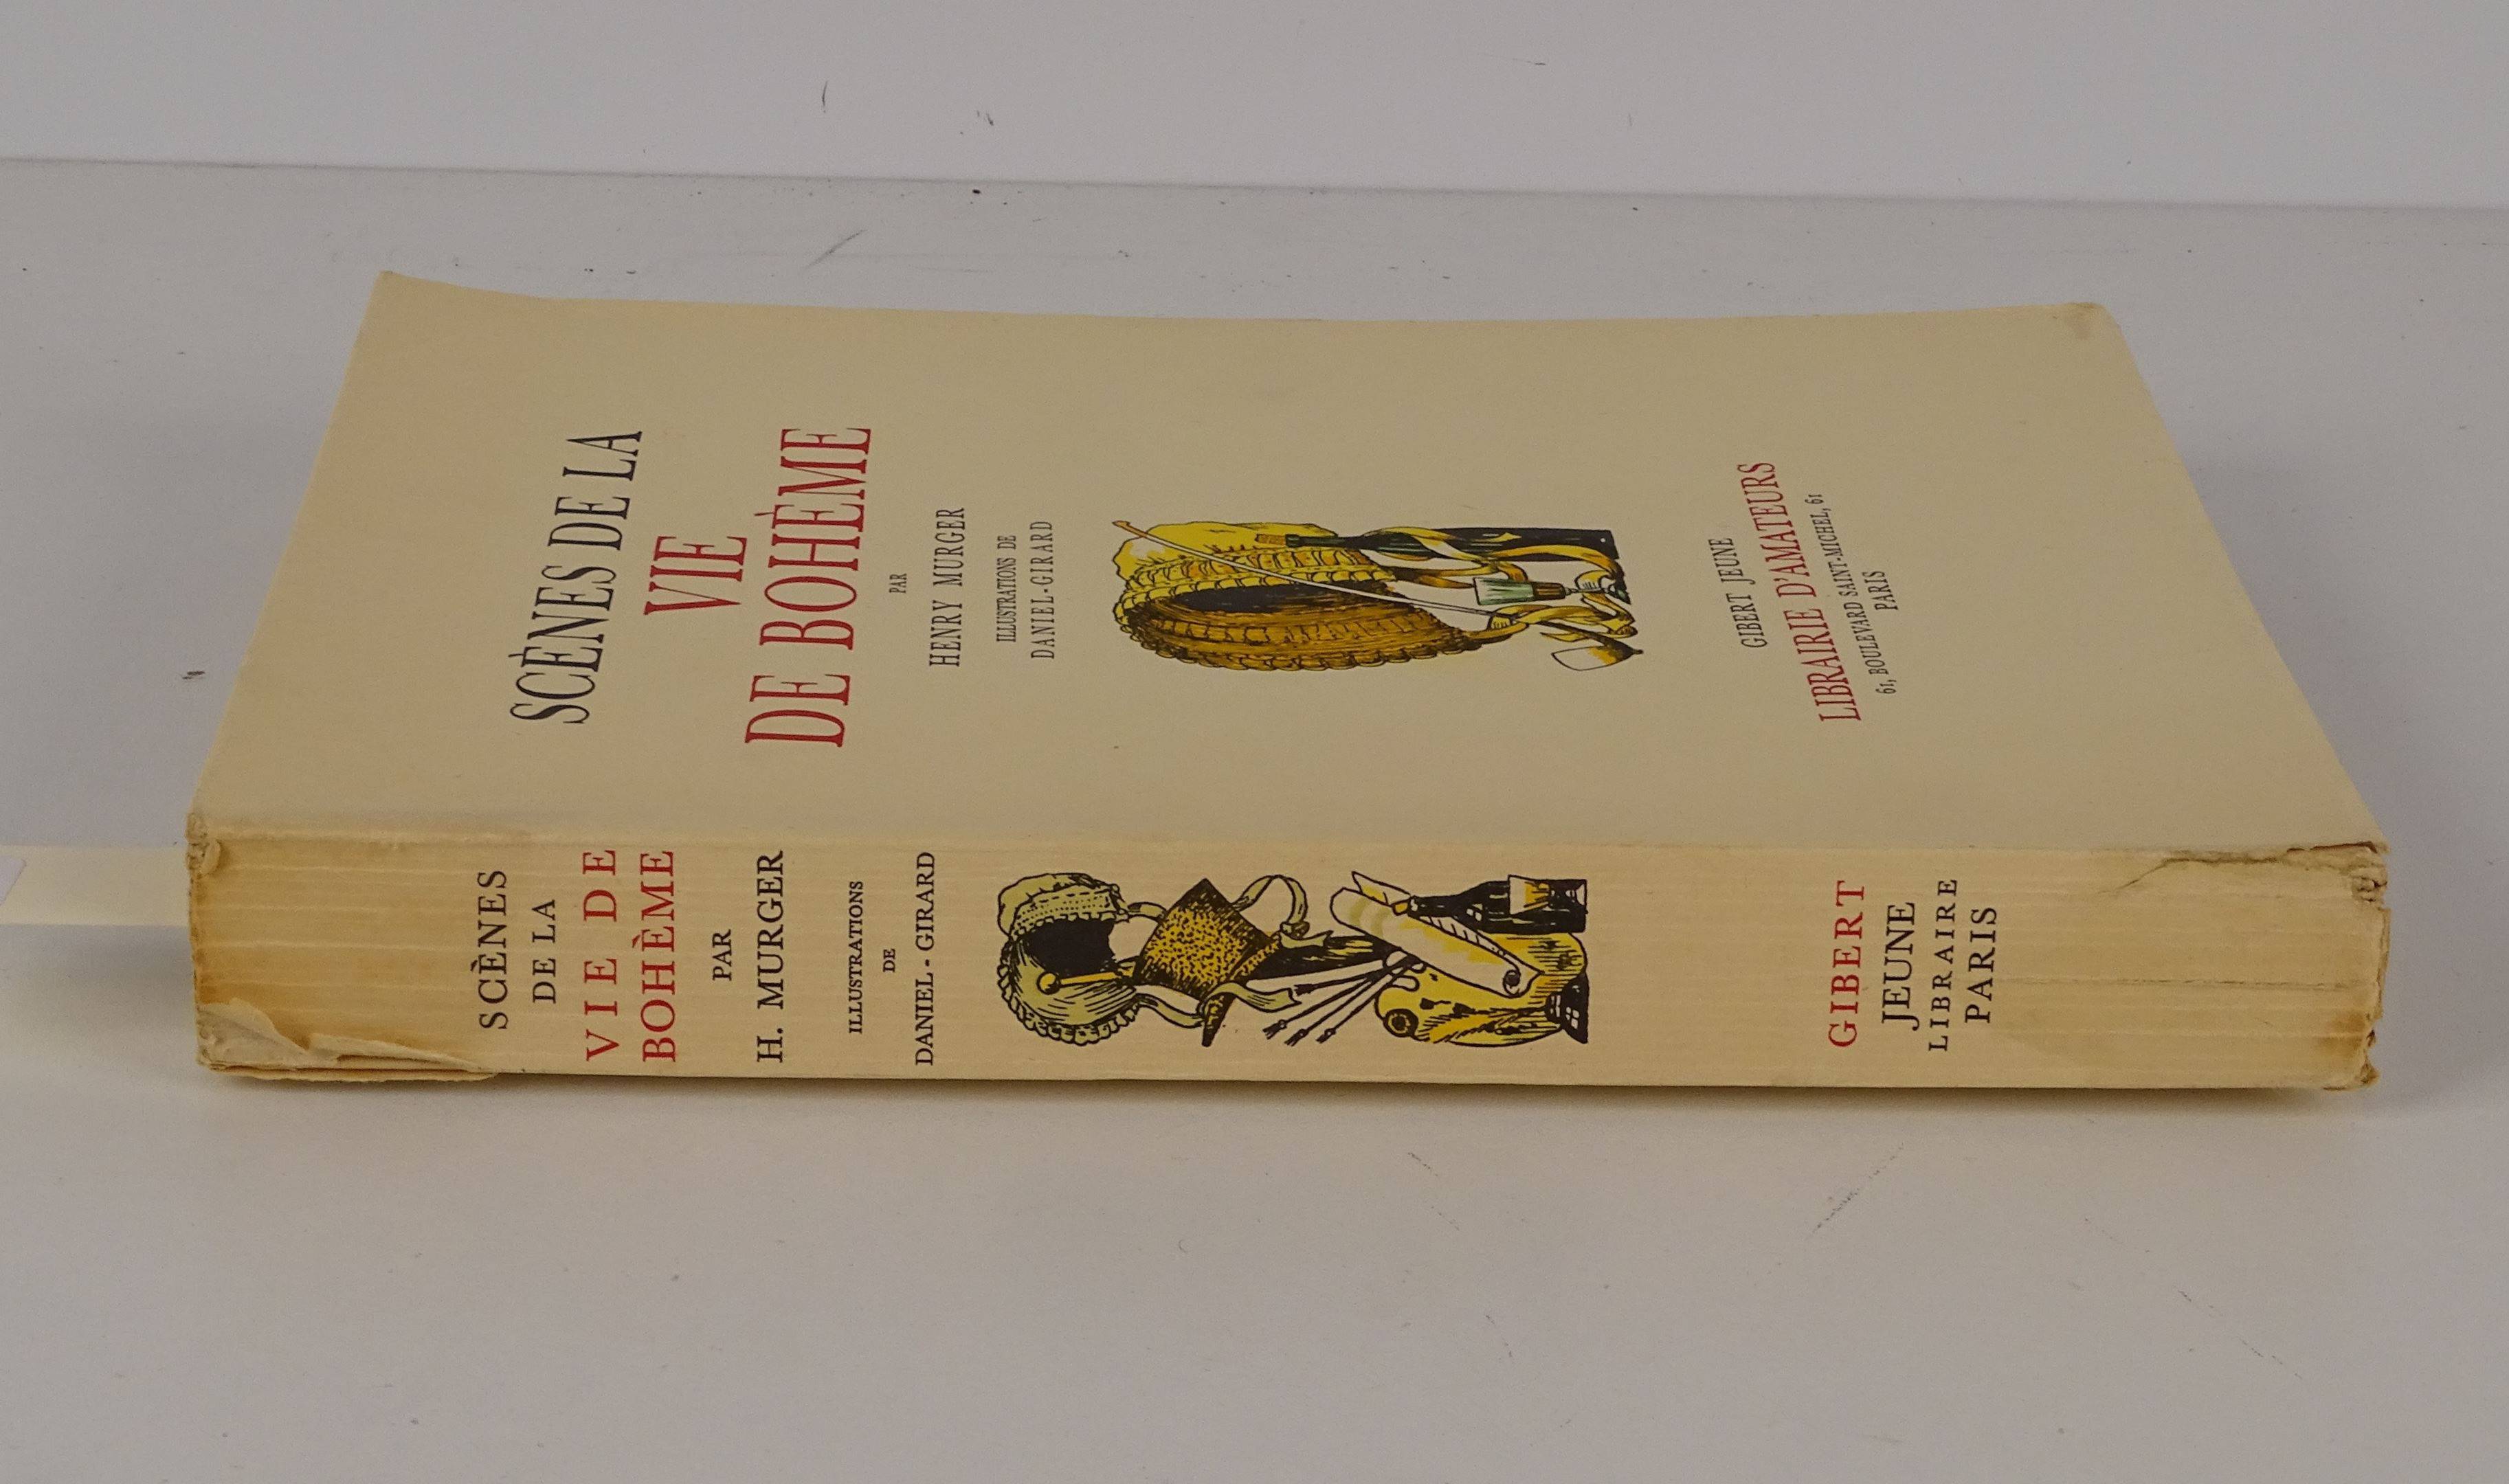 SCÈNES DE LA
VIE
DE BOHÈME
PAR
HENRY MURGER
ILLUSTRATIONS DE
DANIEL-GIRARD
GIBERT JEUNE
LIBRAIRIE D'AMATEURS
61, BOULEVARD SAINT-MICHEL, 61
PARIS
SCÈNES
DE LA
VIE DE
BOHÈME
PAR
H. MURGER
ILLUSTRATIONS
DE
DANIEL-GIRARD
GIBERT
JEUNE
LIBRAIRE
PARIS